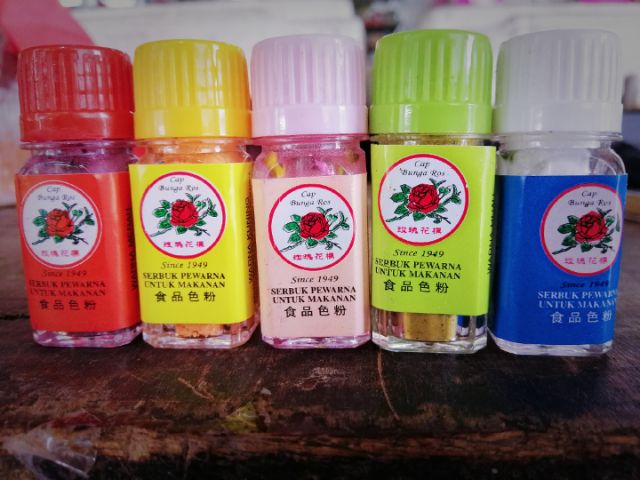 Cap
Bunga Ros
玫瑰花標
Since 1949
SERBUK PEWARNA
UNTUK MAKANAN
食品色粉
Cap
Bunga Ros
玫瑰花標
Since 1949
SERBUK PEWARNA
UNTUK MAKANAN
食品色粉
Cap
Bunga Ros
玫瑰花標
Since 1949
SERBUK PEWARNA
UNTUK MAKANAN
食品色粉
Cap
Bunga Ros
玫瑰花標
Since 1949
SERBUK PEWARNA
UNTUK MAKANAN
食品色粉
Cap
Bunga Ros
玫瑰花標
Since 1949
SERBUK PEWARNA
UNTUK MAKANAN
食品色粉